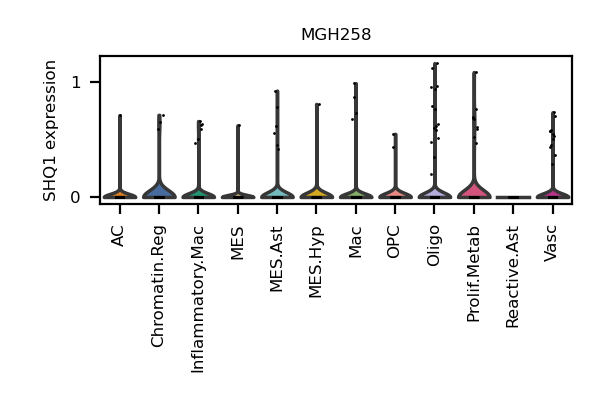 MGH258
SHQ1 expression
1
0
AC
Chromatin.Reg
Inflammatory.Mac
MES
MES.Ast
MES.Hyp
Mac
OPC
Oligo
Prolif.Metab
Reactive.Ast
Vasc